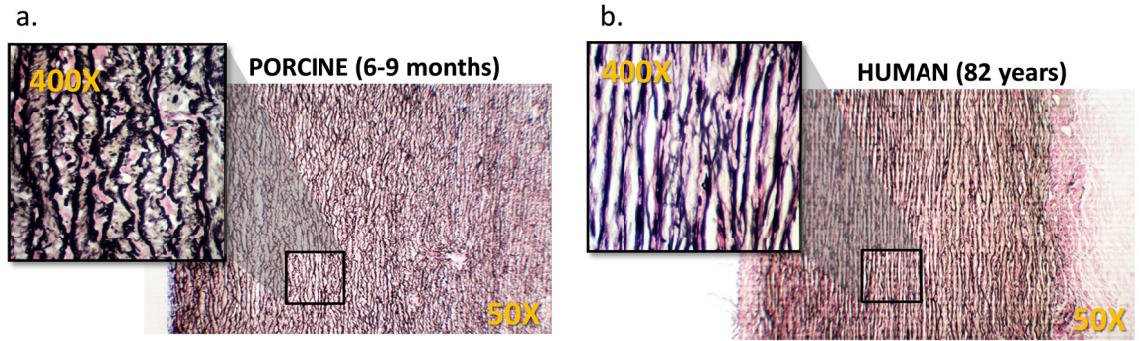 a.
400X
PORCINE (6-9 months)
50X
b.
400X
HUMAN (82 years)
50X